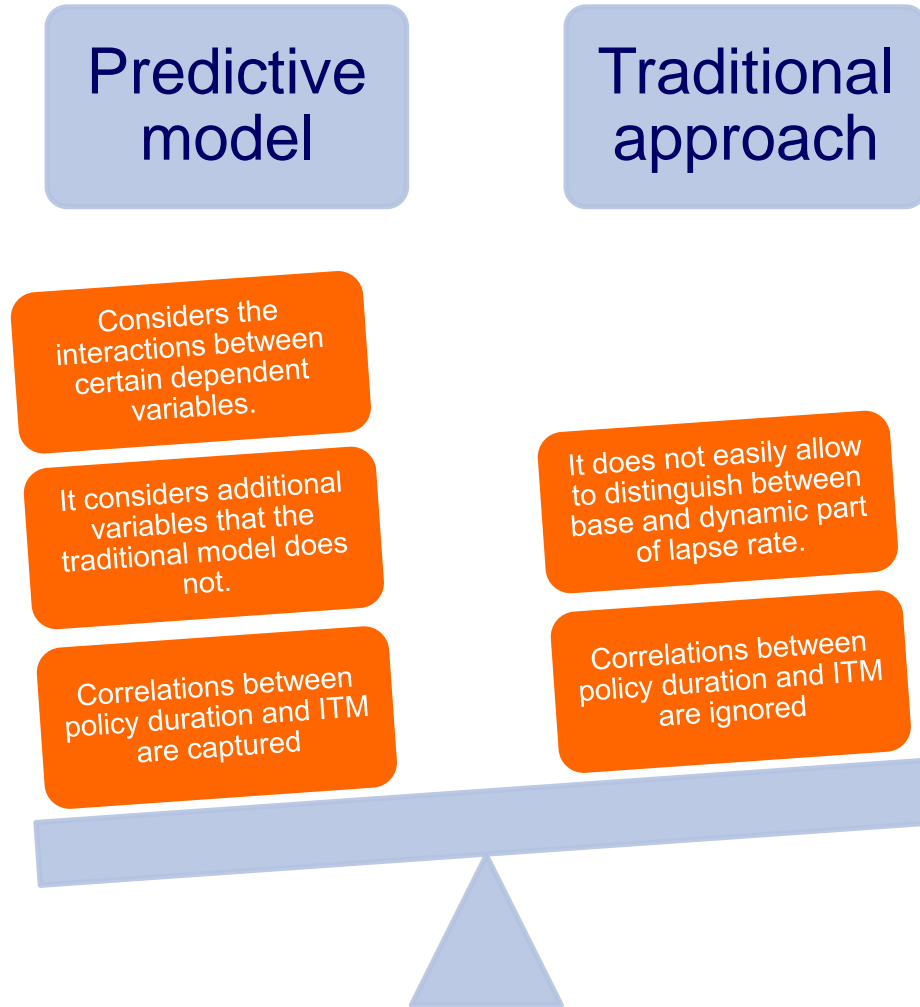 Predictive
model
Traditional
approach
Considers the
interactions between
certain dependent
variables.
It considers additional
variables that the
traditional model does
not.
Correlations between
policy duration and ITM
are captured
It does not easily allow
to distinguish between
base and dynamic part
of lapse rate.
Correlations between
policy duration and ITM
are ignored